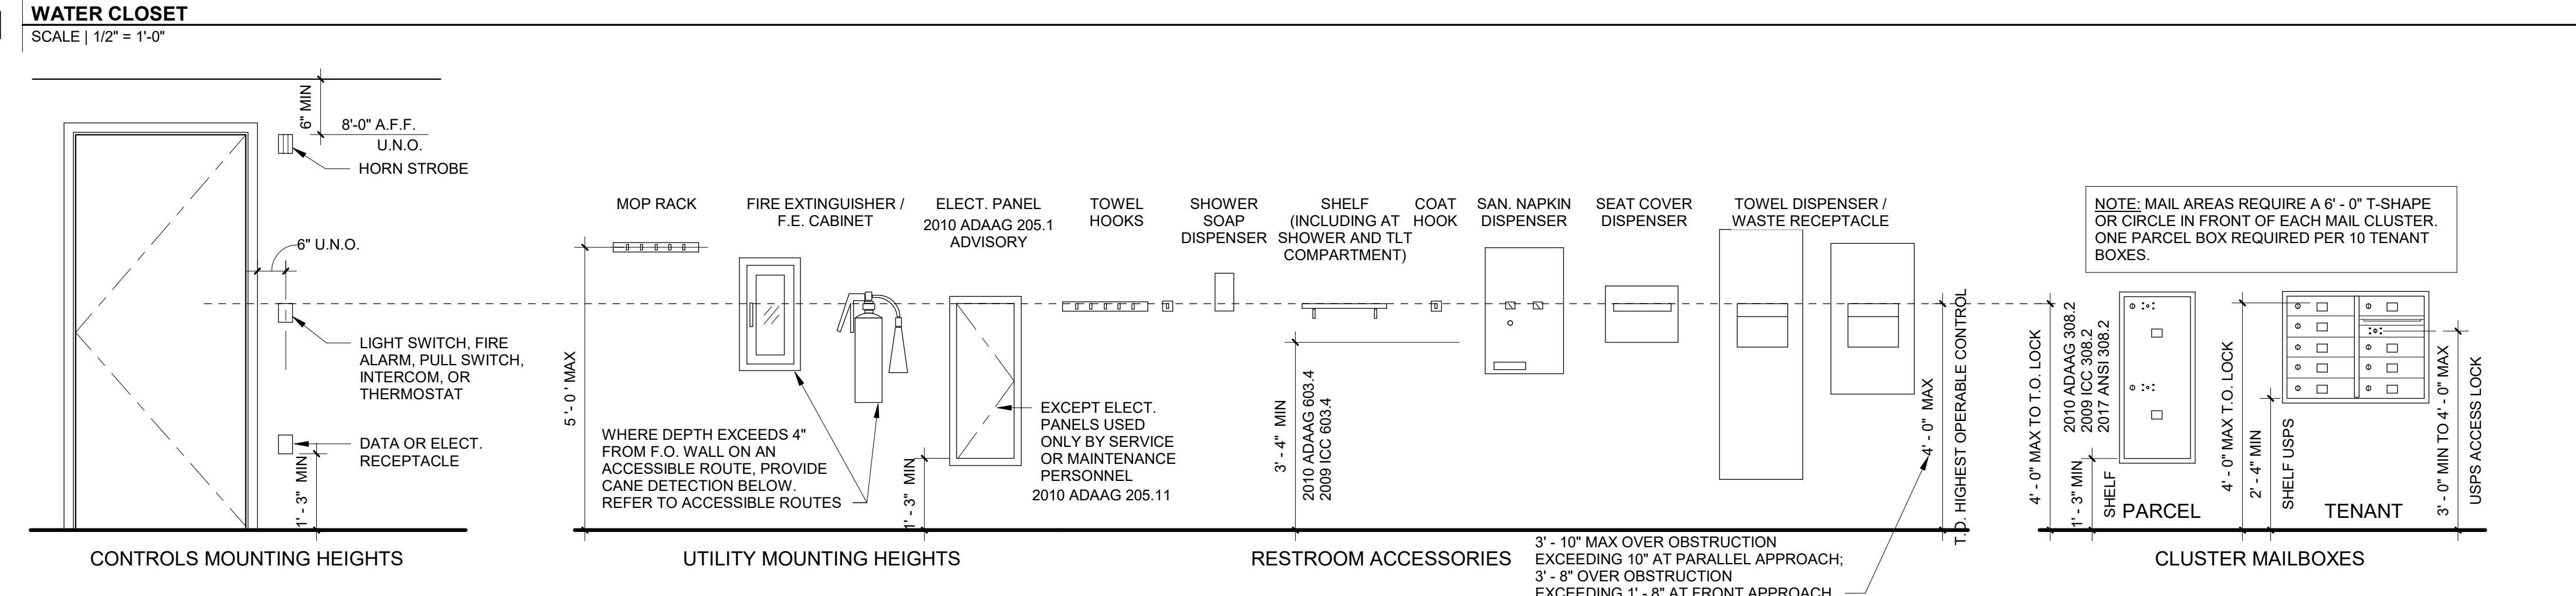 WATER CLOSET
SCALE | 1/2" = 1'-0"
6" MIN
8'-0" A.F.F.
U.N.O.
HORN STROBE
6" U.N.O.
LIGHT SWITCH, FIRE
ALARM, PULL SWITCH,
INTERCOM, OR
THERMOSTAT
DATA OR ELECT.
RECEPTACLE
1' - 3" MIN
CONTROLS MOUNTING HEIGHTS
MOP RACK
5' - 0 ' MAX
FIRE EXTINGUISHER /
F.E. CABINET
WHERE DEPTH EXCEEDS 4"
FROM F.O. WALL ON AN
ACCESSIBLE ROUTE, PROVIDE
CANE DETECTION BELOW.
REFER TO ACCESSIBLE ROUTES
ELECT. PANEL
2010 ADAAG 205.1
ADVISORY
1' - 3" MIN
EXCEPT ELECT.
PANELS USED
ONLY BY SERVICE
OR MAINTENANCE
PERSONNEL
2010 ADAAG 205.11
UTILITY MOUNTING HEIGHTS
TOWEL
HOOKS
SHOWER
SOAP
DISPENSER
SHELF
(INCLUDING AT
SHOWER AND TLT
COMPARTMENT)
COAT
HOOK
SAN. NAPKIN
DISPENSER
SEAT COVER
DISPENSER
TOWEL DISPENSER /
WASTE RECEPTACLE
3' - 4" MIN
2010 ADAAG 603.4
2009 ICC 603.4
4' - 0" MAX
T.O. HIGHEST OPERABLE CONTROL
RESTROOM ACCESSORIES
3' - 10" MAX OVER OBSTRUCTION
EXCEEDING 10" AT PARALLEL APPROACH;
3' - 8" OVER OBSTRUCTION
EXCEEDING 1' - 8" AT FRONT APPROACH
NOTE: MAIL AREAS REQUIRE A 6' - 0" T-SHAPE
OR CIRCLE IN FRONT OF EACH MAIL CLUSTER.
ONE PARCEL BOX REQUIRED PER 10 TENANT
BOXES.
4' - 0" MAX TO T.O. LOCK
2010 ADAAG 308.2
2009 ICC 308.2
2017 ANSI 308.2
1' - 3" MIN
SHELF
PARCEL
4' - 0" MAX T.O. LOCK
2' - 4" MIN
SHELF USPS
TENANT
3' - 0" MIN TO 4' - 0" MAX
USPS ACCESS LOCK
CLUSTER MAILBOXES